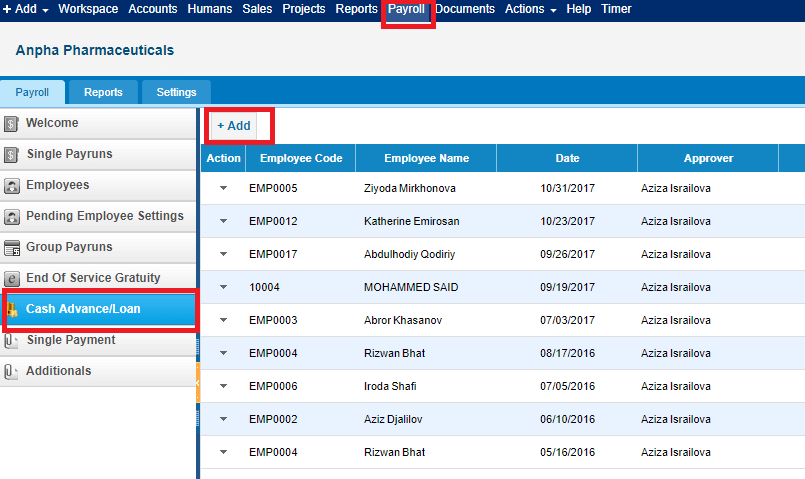 + Add Workspace Accounts Humans Sales Projects Reports Payroll Documents Actions Help Timer
Anpha Pharmaceuticals
Payroll Reports Settings
Welcome
Single Payruns
Employees
Pending Employee Settings
Group Payruns
End Of Service Gratuity
Cash Advance/Loan
Single Payment
Additionals
+ Add
Action Employee Code Employee Name Date Approver
EMP0005 Ziyoda Mirkhonova 10/31/2017 Aziza Israilova
EMP0012 Katherine Emirosan 10/23/2017 Aziza Israilova
EMP0017 Abdulhodiy Qodiriy 09/26/2017 Aziza Israilova
10004 MOHAMMED SAID 09/19/2017 Aziza Israilova
EMP0003 Abror Khasanov 07/03/2017 Aziza Israilova
EMP0004 Rizwan Bhat 08/17/2016 Aziza Israilova
EMP0006 Iroda Shafi 07/05/2016 Aziza Israilova
EMP0002 Aziz Djalilov 06/10/2016 Aziza Israilova
EMP0004 Rizwan Bhat 05/16/2016 Aziza Israilova